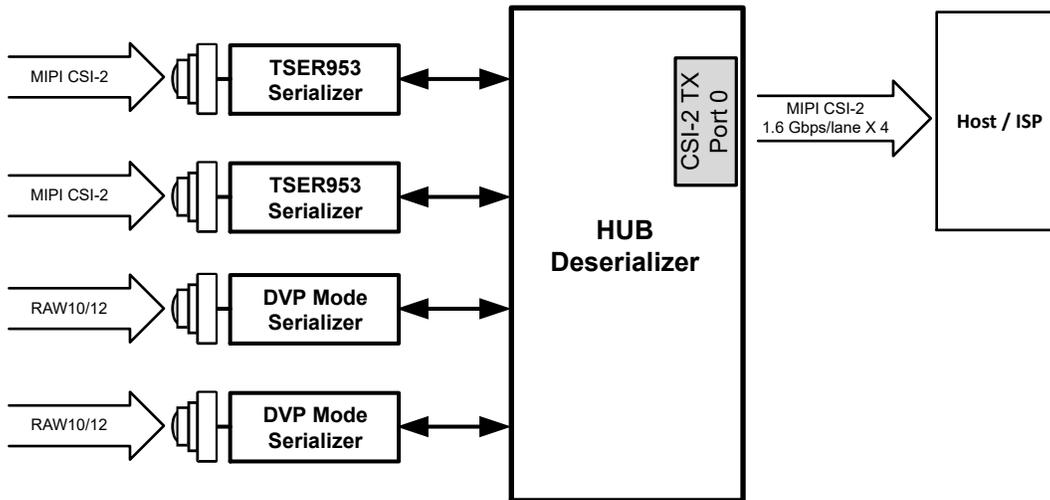 MIPI CSI-2
TSER953
Serializer
MIPI CSI-2
TSER953
Serializer
RAW10/12
DVP Mode
Serializer
RAW10/12
DVP Mode
Serializer
HUB
Deserializer
CSI-2 TX
Port 0
MIPI CSI-2
1.6 Gbps/lane X 4
Host / ISP